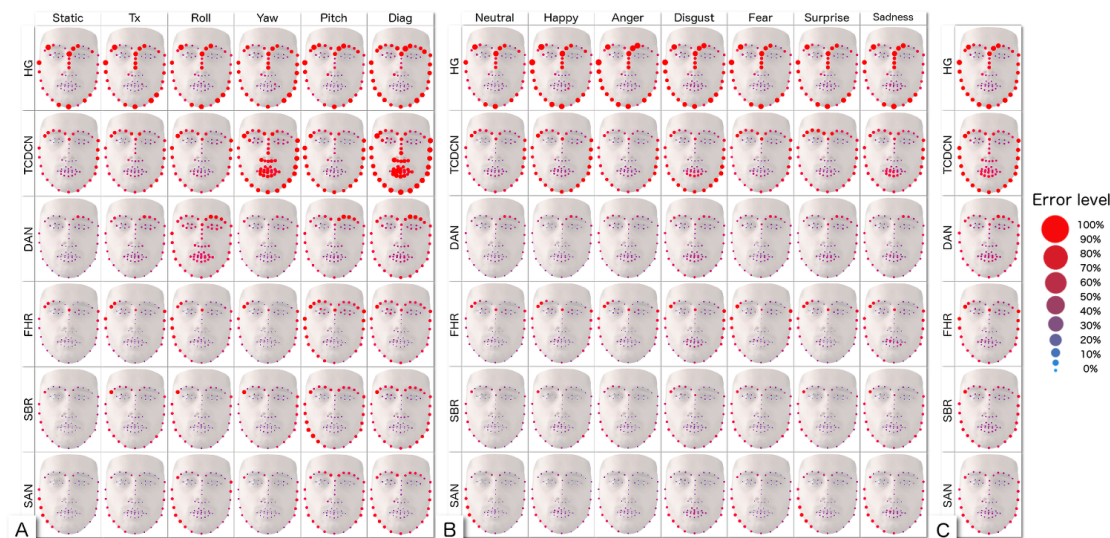 Static Tx Roll Yaw Pitch Diag
Neutral Happy Anger Disgust Fear Surprise Sadness
HG HG HG
TCDCN TCDCN TCDCN
DAN DAN DAN
FHR FHR FHR
SBR SBR SBR
SAN SAN SAN
A B C
Error level
100%
90%
80%
70%
60%
50%
40%
30%
20%
10%
0%